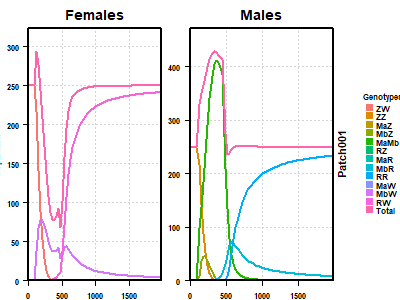 Females
Males
300
250
200
150
100
50
0
0
500
1000
1500
400
300
200
100
0
0
500
1000
1500
Patch001
Genotype
ZW
ZZ
MaZ
MbZ
MaMb
RZ
MaR
MbR
RR
MaW
MbW
RW
Total